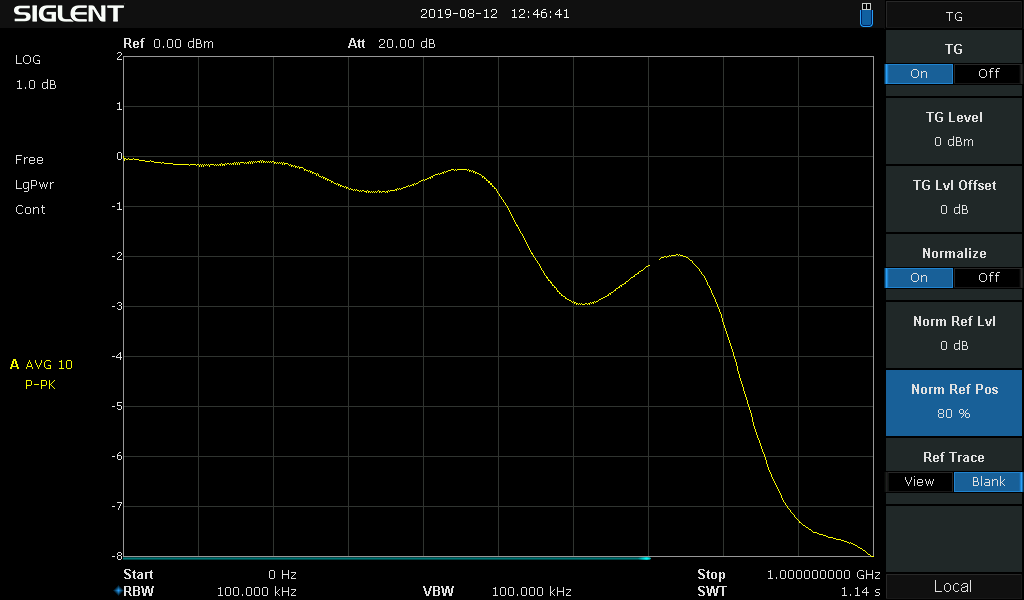 SIGLENT 2019-08-12 12:46:41 TG
Ref 0.00 dBm Att 20.00 dB
LOG
1.0 dB
Free
LgPwr
Cont
A AVG 10
P-PK
2
1
0
-1
-2
-3
-4
-5
-6
-7
-8
Start 0 Hz Stop 1.000000000 GHz
RBW 100.000 kHz VBW 100.000 kHz SWT 1.14 s
TG
On Off
TG Level
0 dBm
TG Lvl Offset
0 dB
Normalize
On Off
Norm Ref Lvl
0 dB
Norm Ref Pos
80 %
Ref Trace
View Blank
Local